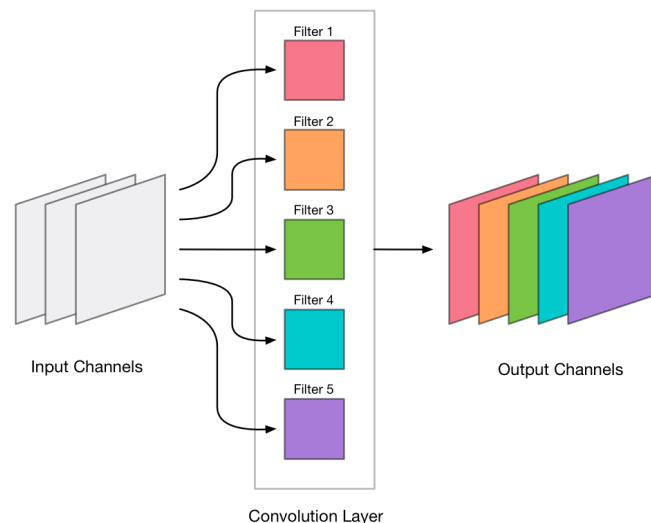 Filter 1
Filter 2
Filter 3
Filter 4
Filter 5
Input Channels
Output Channels
Convolution Layer